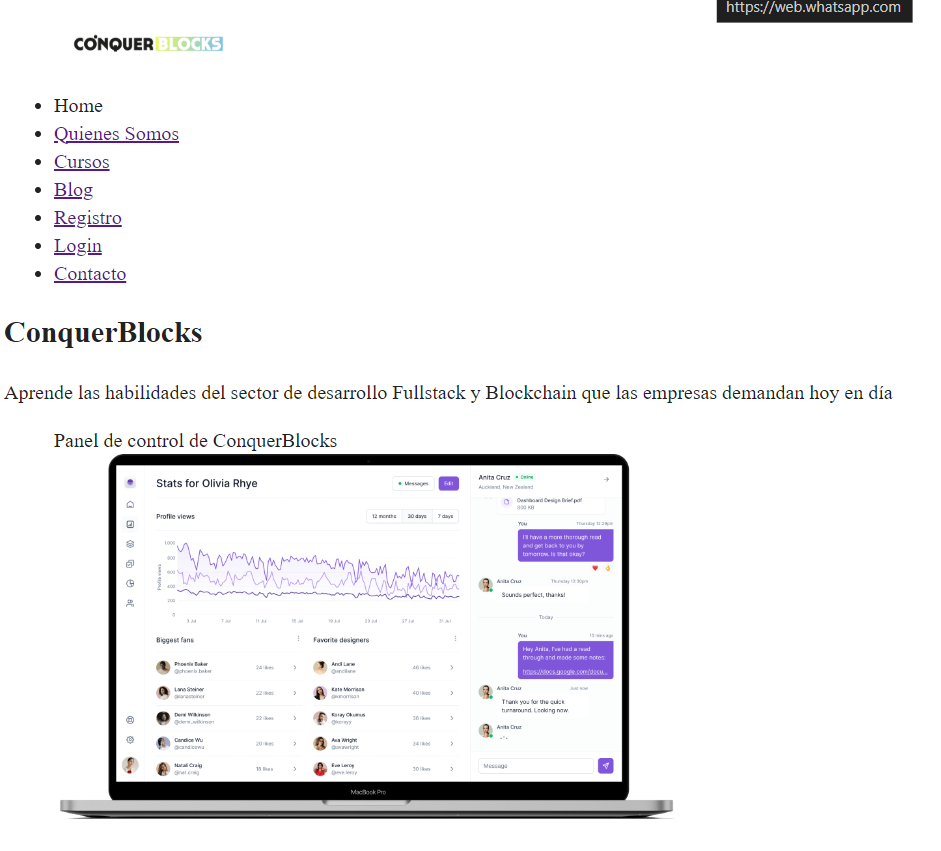 https://web.whatsapp.com
CONQUER BLOCKS
Home
Quienes Somos
Cursos
Blog
Registro
Login
Contacto
ConquerBlocks
Aprende las habilidades del sector de desarrollo Fullstack y Blockchain que las empresas demandan hoy en día
Panel de control de ConquerBlocks
Stats for Olivia Rhye
Messages
Edit
Profile views
12 months 30 days 7 days
1,000
800
600
400
200
0
Profile views
3 Jul 7 Jul 11 Jul 15 Jul 19 Jul 23 Jul 27 Jul 31 Jul
Biggest fans
Phoenix Baker 24 likes
@phoenix.baker
Lana Steiner 22 likes
@lanasteiner
Demi Wilkinson 22 likes
@demi_wilkinson
Candice Wu 20 likes
@candicewu
Natali Craig 18 likes
@nat.craig
Favorite designers
Andi Lane 46 likes
@andilane
Kate Morrison 40 likes
@kmorrison
Koray Okumus 36 likes
@korayy
Ava Wright 34 likes
@avawright
Eve Leroy 30 likes
@eve.leroy
Anita Cruz Online
Auckland, New Zealand
Dashboard Design Brief.pdf
800 KB
You Thursday
I'll have a more thorough read
and get back to you by
tomorrow. Is that okay?
Anita Cruz Thursday
Sounds perfect, thanks!
Today
You 10 mins ago
Hey Anita, I've had a read
through and made some notes:
https://docs.google.com/docu...
Anita Cruz Just now
Thank you for the quick
turnaround. Looking now.
Anita Cruz
Message
MacBook Pro